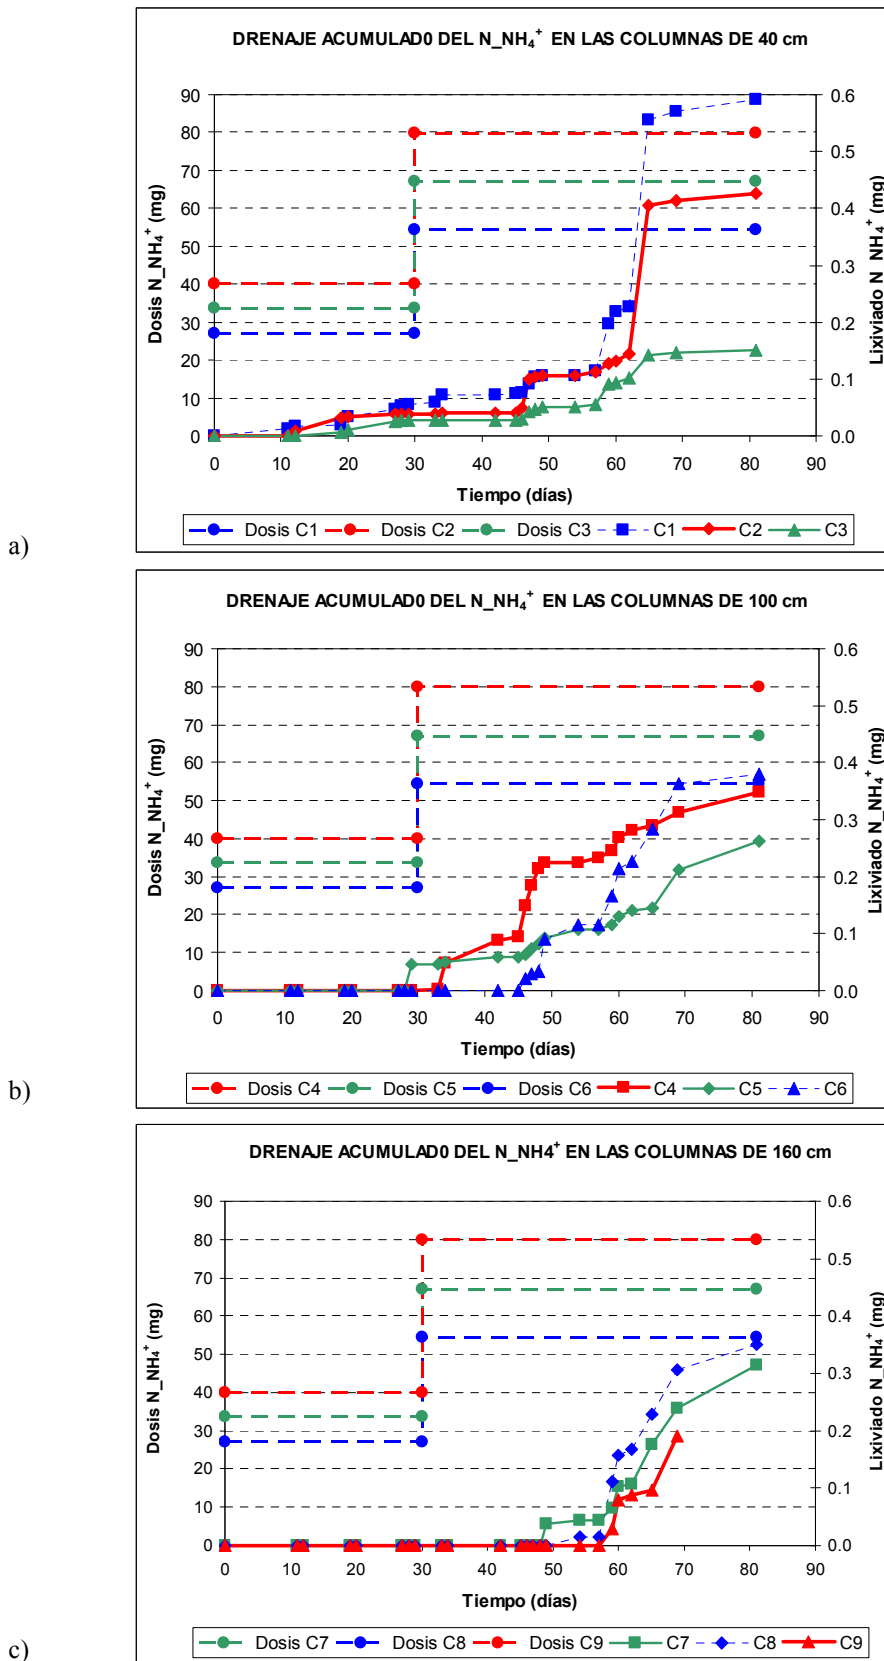 DRENAJE ACUMULAD0 DEL N_NH₄⁺ EN LAS COLUMNAS DE 40 cm
Dosis N_NH₄⁺ (mg)
90
80
70
60
50
40
30
20
10
0
0.6
0.5
0.4
0.3
0.2
0.1
0.0
Lixiviado N_NH₄⁺ (mg)
0 10 20 30 40 50 60 70 80 90
Tiempo (días)
Dosis C1 Dosis C2 Dosis C3 C1 C2 C3
a)
DRENAJE ACUMULAD0 DEL N_NH₄⁺ EN LAS COLUMNAS DE 100 cm
Dosis N_NH₄⁺ (mg)
90
80
70
60
50
40
30
20
10
0
0.6
0.5
0.4
0.3
0.2
0.1
0.0
Lixiviado N_NH₄⁺ (mg)
0 10 20 30 40 50 60 70 80 90
Tiempo (días)
Dosis C4 Dosis C5 Dosis C6 C4 C5 C6
b)
DRENAJE ACUMULAD0 DEL N_NH4⁺ EN LAS COLUMNAS DE 160 cm
Dosis N_NH₄⁺ (mg)
90
80
70
60
50
40
30
20
10
0
0.6
0.5
0.4
0.3
0.2
0.1
0.0
Lixiviado N_NH₄⁺ (mg)
0 10 20 30 40 50 60 70 80 90
Tiempo (días)
Dosis C7 Dosis C8 Dosis C9 C7 C8 C9
c)